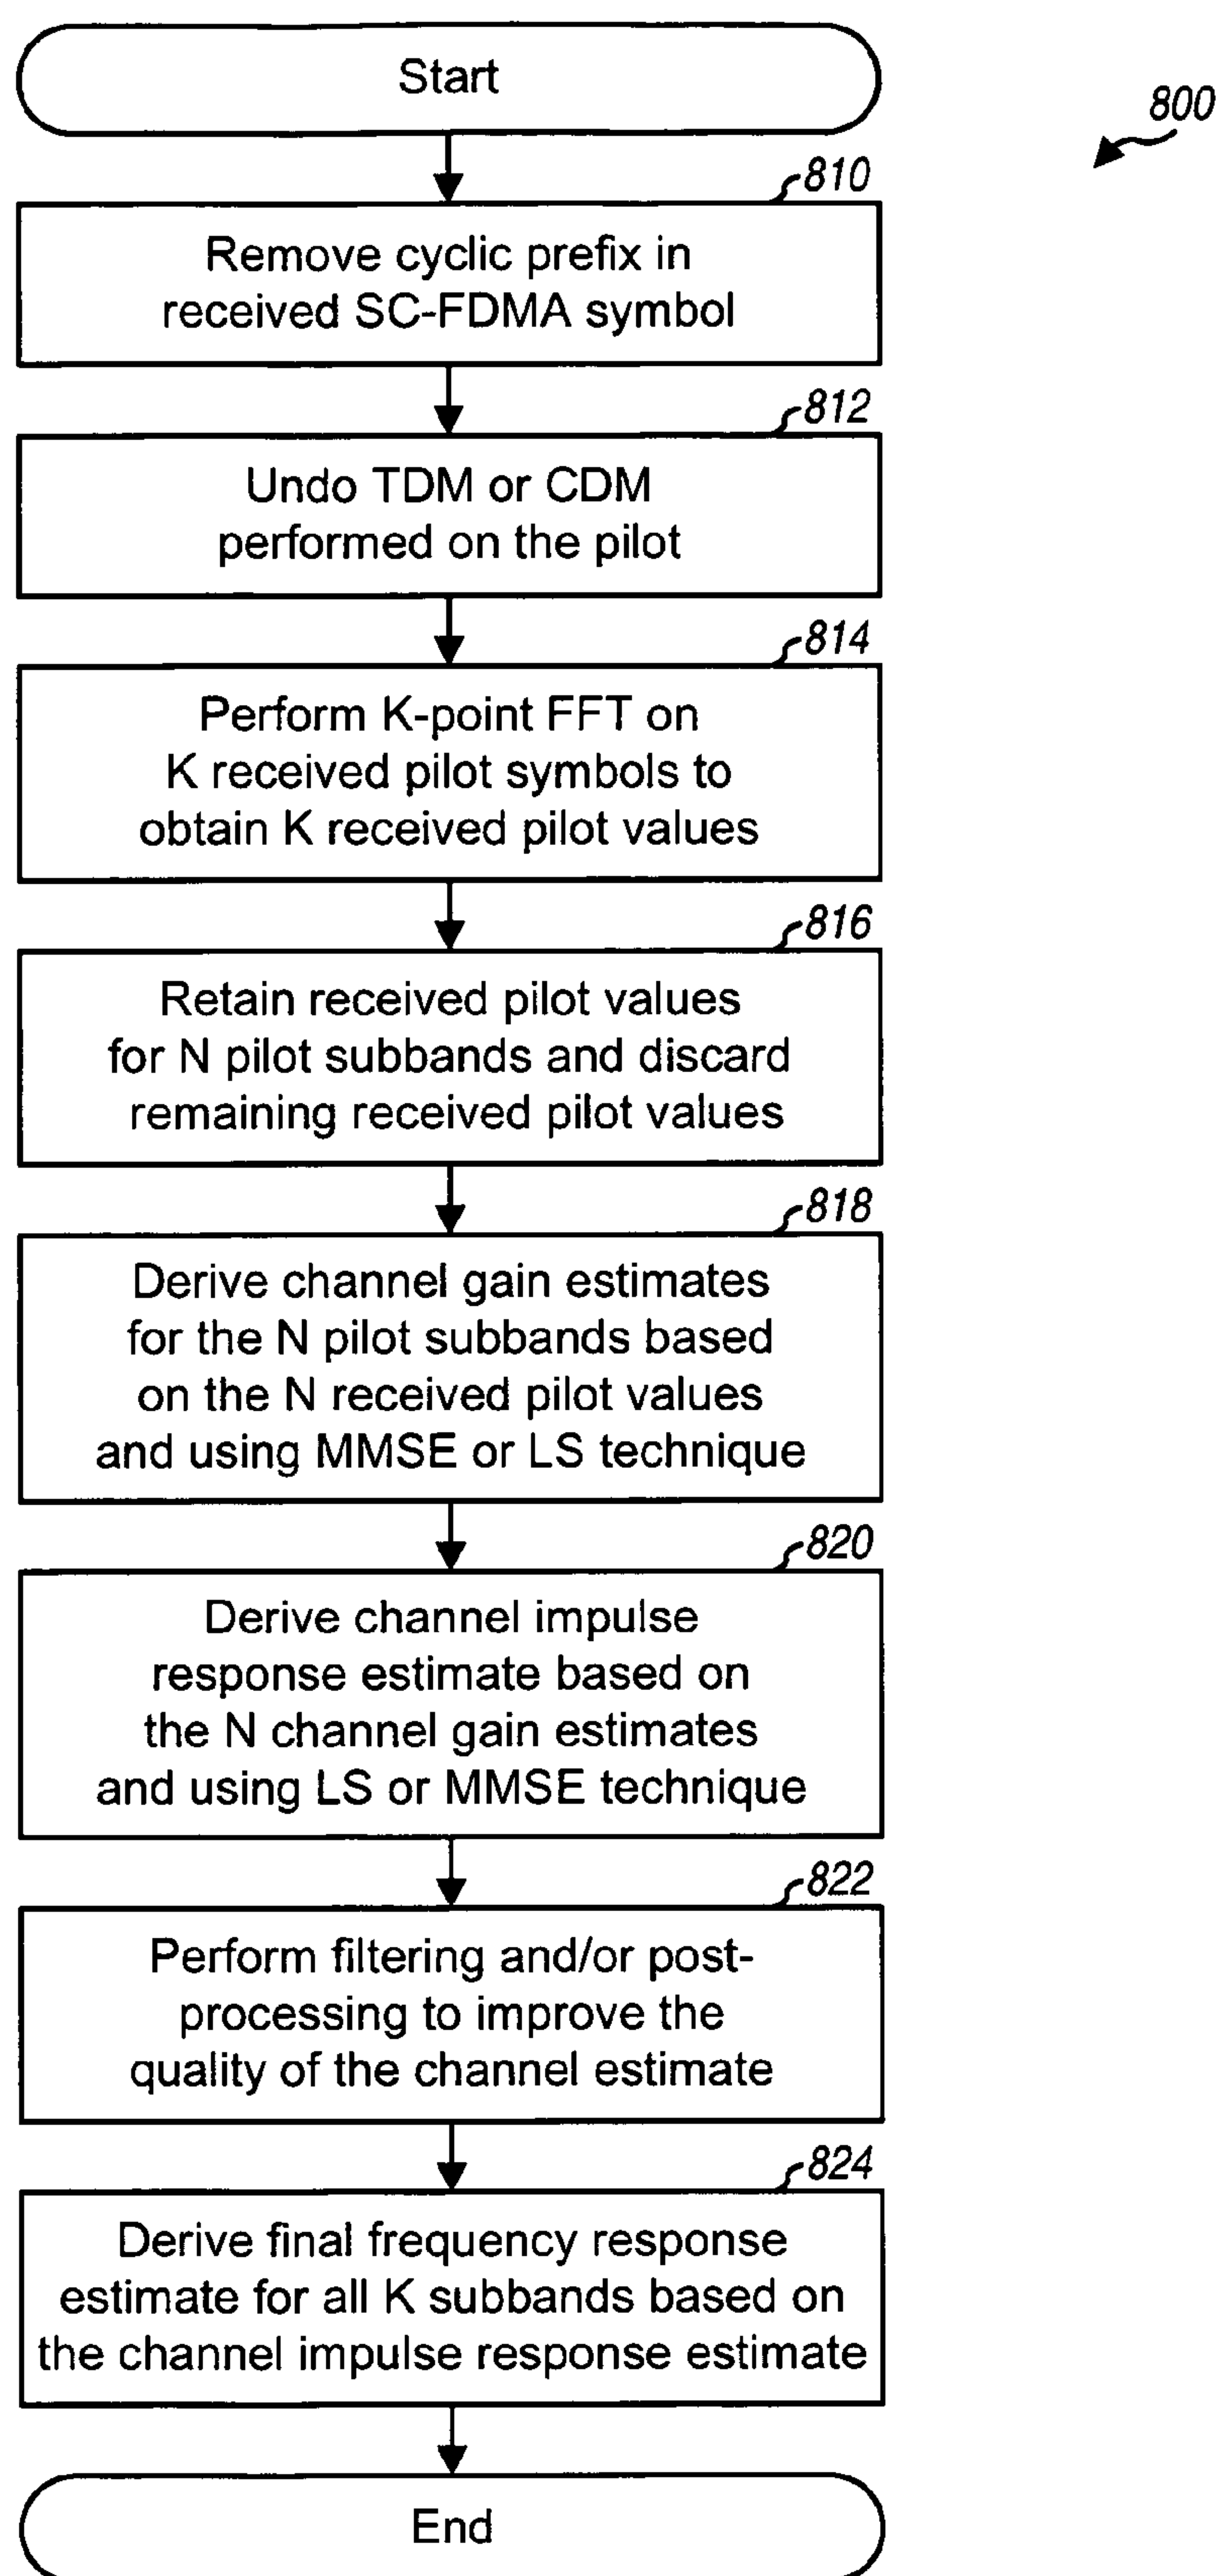 Start
800
810
Remove cyclic prefix in
received SC-FDMA symbol
812
Undo TDM or CDM
performed on the pilot
814
Perform K-point FFT on
K received pilot symbols to
obtain K received pilot values
816
Retain received pilot values
for N pilot subbands and discard
remaining received pilot values
818
Derive channel gain estimates
for the N pilot subbands based
on the N received pilot values
and using MMSE or LS technique
820
Derive channel impulse
response estimate based on
the N channel gain estimates
and using LS or MMSE technique
822
Perform filtering and/or post-
processing to improve the
quality of the channel estimate
824
Derive final frequency response
estimate for all K subbands based on
the channel impulse response estimate
End